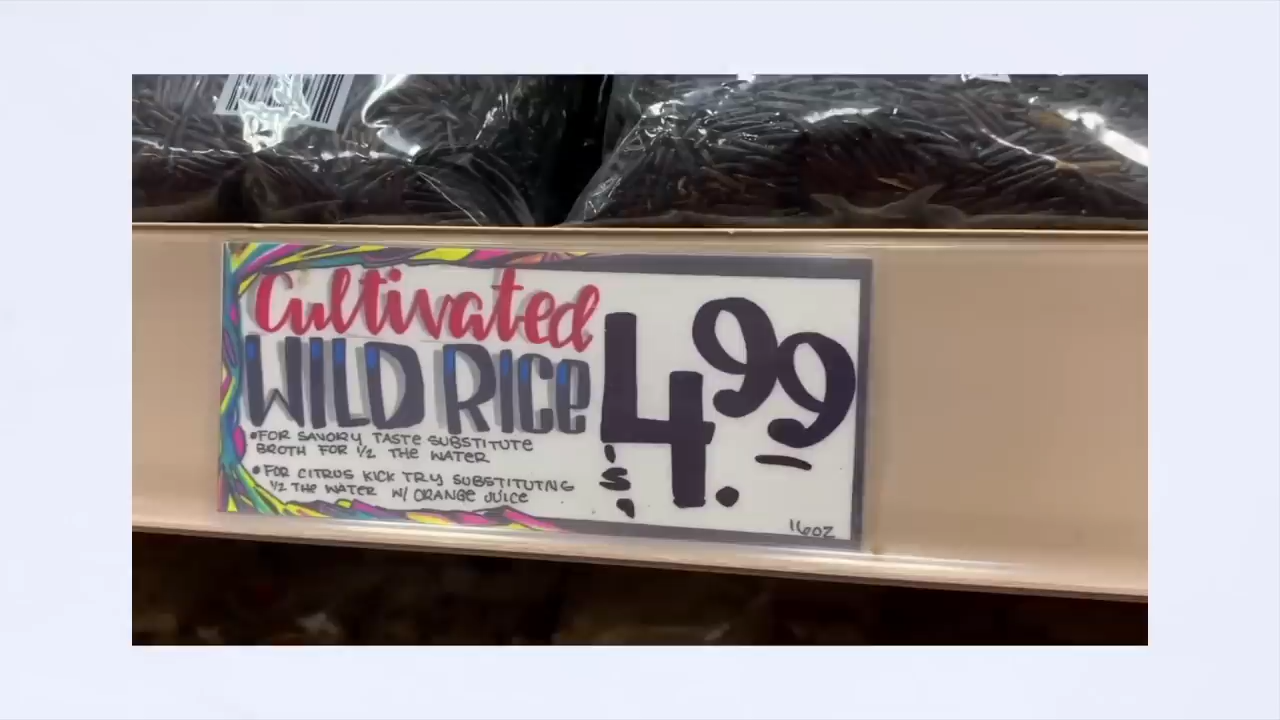 Cultivated
WILD RICE
$4.99
•FOR SAVORY TASTE SUBSTITUTE
BROTH FOR 1/2 THE WATER
•FOR CITRUS KICK TRY SUBSTITUTING
1/2 THE WATER W/ ORANGE JUICE
16OZ